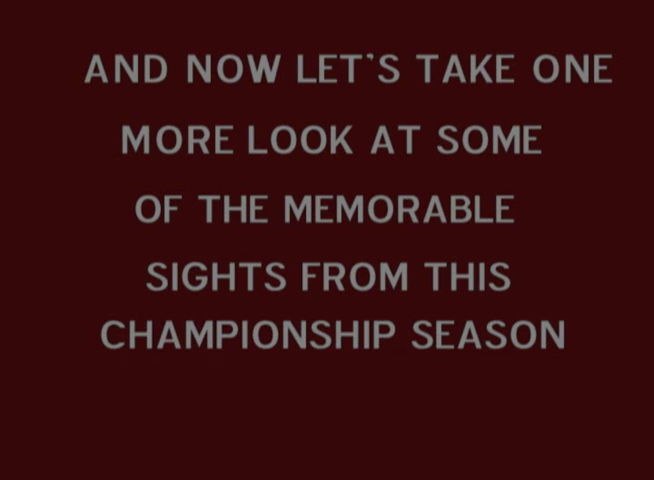 AND NOW LET'S TAKE ONE
MORE LOOK AT SOME
OF THE MEMORABLE
SIGHTS FROM THIS
CHAMPIONSHIP SEASON